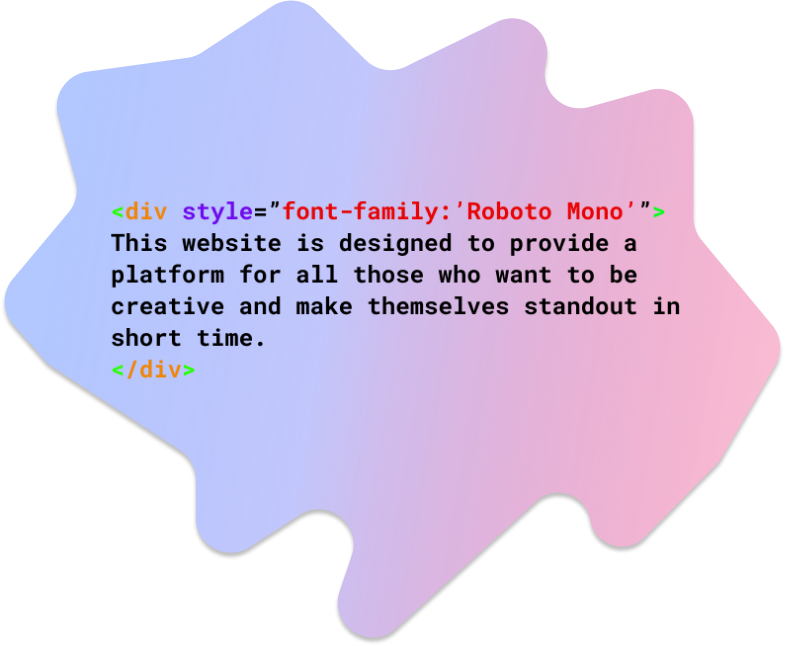 <div style=”font-family:’Roboto Mono’”>
This website is designed to provide a
platform for all those who want to be
creative and make themselves standout in
short time.
</div>